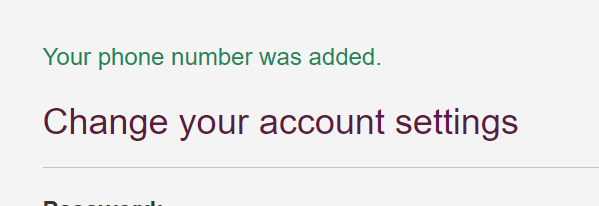 Your phone number was added.
Change your account settings